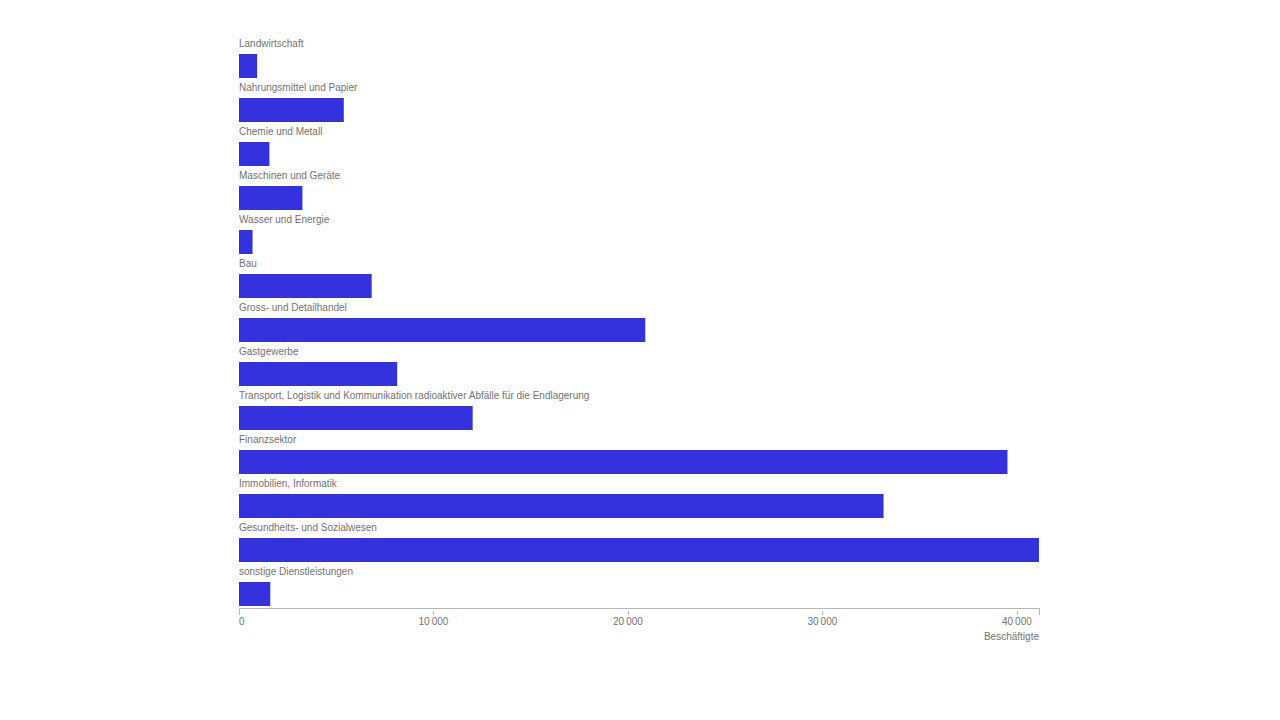 Landwirtschaft
Nahrungsmittel und Papier
Chemie und Metall
Maschinen und Geräte
Wasser und Energie
Bau
Gross- und Detailhandel
Gastgewerbe
Transport, Logistik und Kommunikation radioaktiver Abfälle für die Endlagerung
Finanzsektor
Immobilien, Informatik
Gesundheits- und Sozialwesen
sonstige Dienstleistungen
0 10 000 20 000 30 000 40 000
Beschäftigte